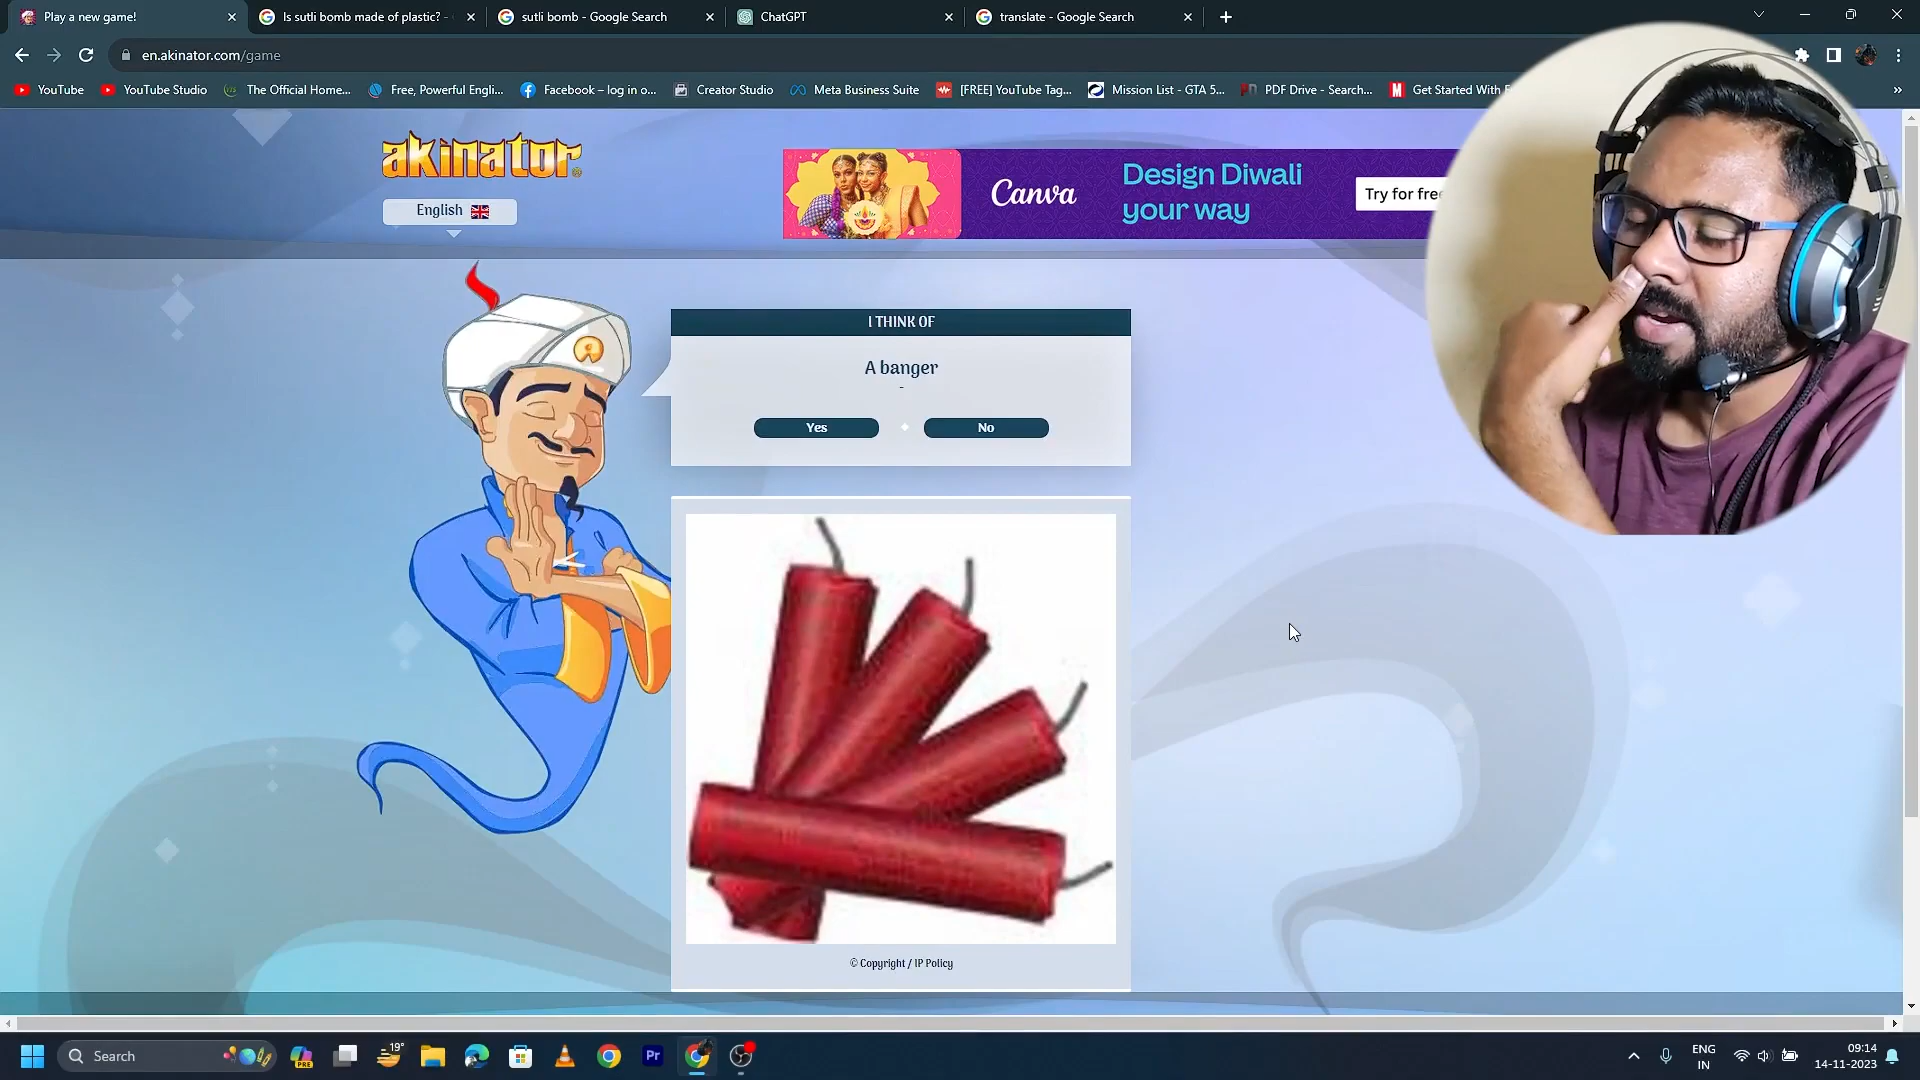 Play a new game!
Is sutli bomb made of plastic? -
sutli bomb - Google Search
ChatGPT
translate - Google Search
en.akinator.com/game
YouTube
YouTube Studio
The Official Home...
Free, Powerful Engli...
Facebook – log in o...
Creator Studio
Meta Business Suite
[FREE] YouTube Tag...
Mission List - GTA 5...
PDF Drive - Search...
Get Started With
akinator
English
Canva
Design Diwali
your way
Try for free
I THINK OF
A banger
-
Yes
No
© Copyright / IP Policy
Search
PRE
19°
Pr
ENG
IN
09:14
14-11-2023